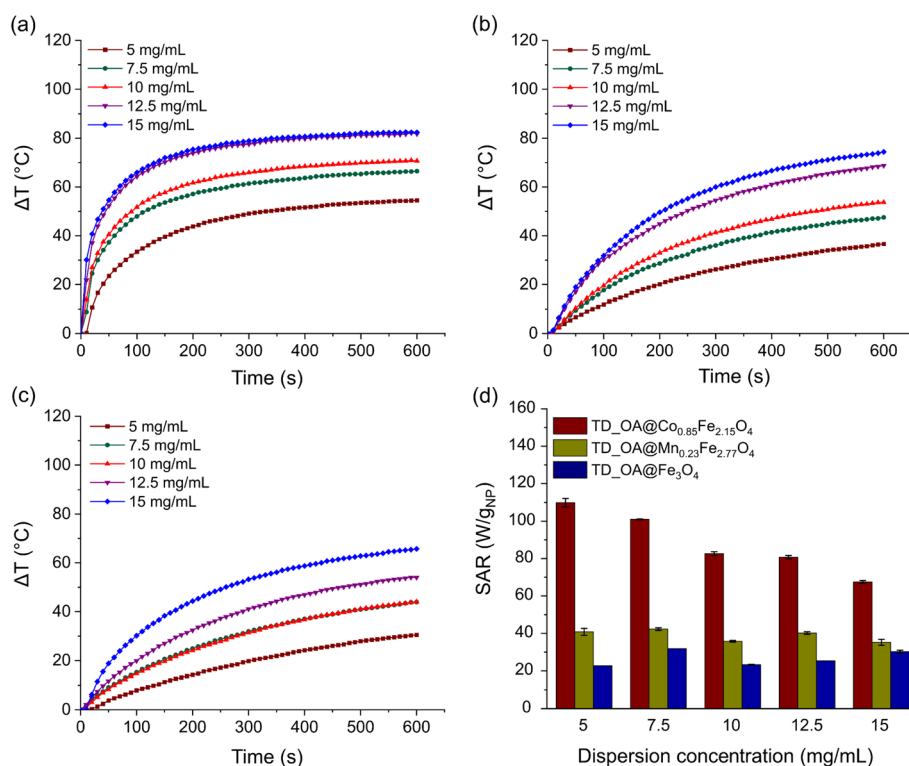 (a)
5 mg/mL
7.5 mg/mL
10 mg/mL
12.5 mg/mL
15 mg/mL
ΔT (°C)
120
100
80
60
40
20
0
0 100 200 300 400 500 600
Time (s)
(b)
5 mg/mL
7.5 mg/mL
10 mg/mL
12.5 mg/mL
15 mg/mL
ΔT (°C)
120
100
80
60
40
20
0
0 100 200 300 400 500 600
Time (s)
(c)
5 mg/mL
7.5 mg/mL
10 mg/mL
12.5 mg/mL
15 mg/mL
ΔT (°C)
120
100
80
60
40
20
0
0 100 200 300 400 500 600
Time (s)
(d)
TD_OA@Co₀.₈₅Fe₂.₁₅O₄
TD_OA@Mn₀.₂₃Fe₂.₇₇O₄
TD_OA@Fe₃O₄
SAR (W/gNP)
160
140
120
100
80
60
40
20
0
5 7.5 10 12.5 15
Dispersion concentration (mg/mL)